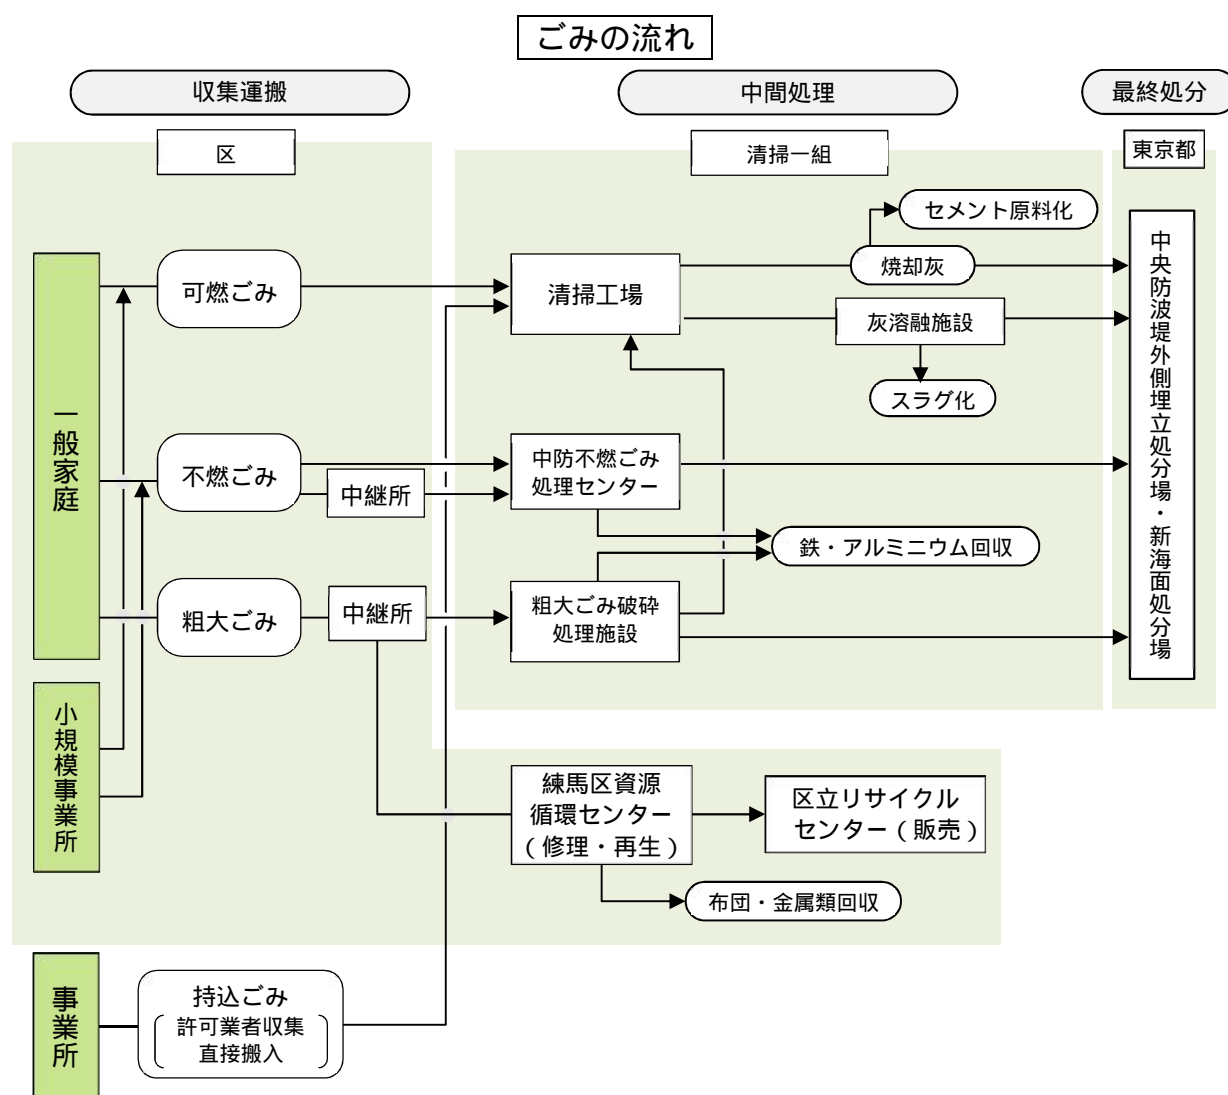 ごみの流れ
収集運搬
中間処理
最終処分
区
清掃一組
東京都
セメント原料化
可燃ごみ
清掃工場
焼却灰
灰溶融施設
スラグ化
一般家庭
不燃ごみ
中継所
中防不燃ごみ
処理センター
鉄・アルミニウム回収
粗大ごみ
中継所
粗大ごみ破砕
処理施設
中央防波堤外側埋立処分場・新海面処分場
小規模事業所
練馬区資源
循環センター
（修理・再生）
区立リサイクル
センター（販売）
布団・金属類回収
事業所
持込ごみ
許可業者収集
直接搬入